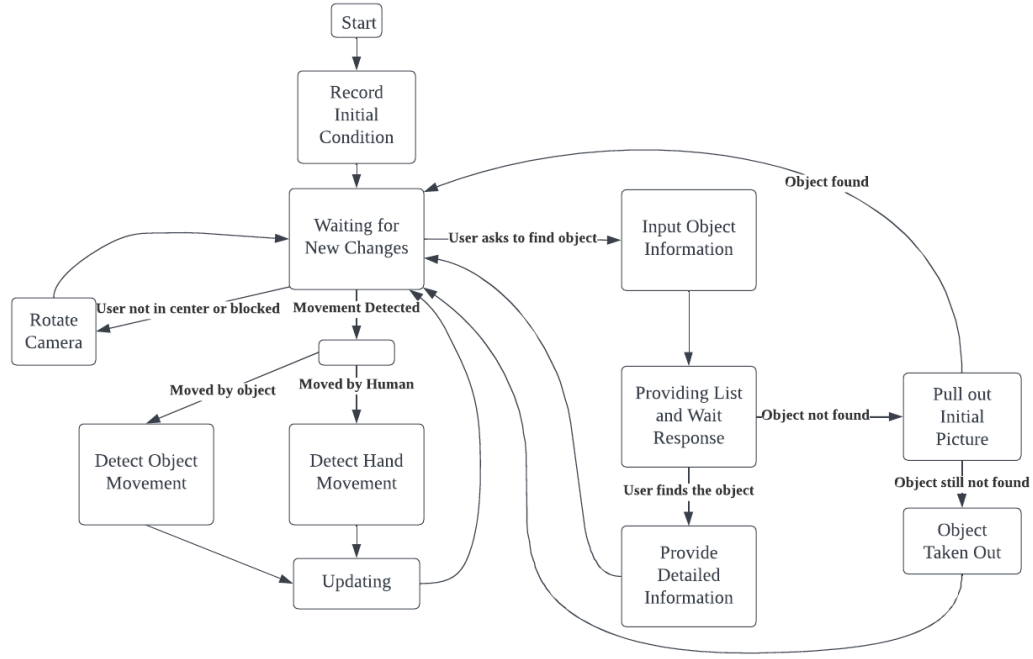 Start
Record
Initial
Condition
Object found
Waiting for
New Changes
User asks to find object
Input Object
Information
User not in center or blocked
Movement Detected
Rotate
Camera
Moved by object
Moved by Human
Providing List
and Wait
Response
Object not found
Pull out
Initial
Picture
Detect Object
Movement
Detect Hand
Movement
User finds the object
Object still not found
Updating
Provide
Detailed
Information
Object
Taken Out